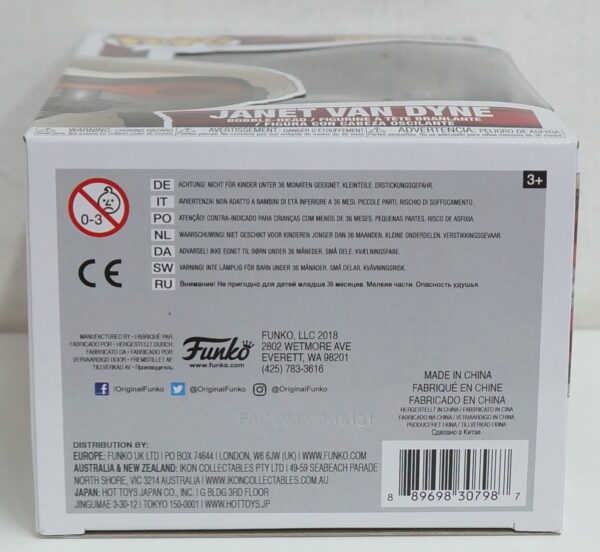 JANET VAN DYNE
BOBBLE-HEAD / FIGURINE À TÊTE BRANLANTE
/ FIGURA CON CABEZA OSCILANTE
WARNING: CHOKING HAZARD
AVERTISSEMENT: DANGER D'ÉTOUFFEMENT
ADVERTENCIA: PELIGRO DE ASFIXIA
0-3
3+
DE ACHTUNG! NICHT FÜR KINDER UNTER 36 MONATEN GEEIGNET, KLEINTEILE, ERSTICKUNGSGEFAHR.
IT AVVERTENZA! NON ADATTO A BAMBINI DI ETÀ INFERIORE A 36 MESI. PICCOLE PARTI. RISCHIO DI SOFFOCAMENTO.
PO ATENÇÃO! CONTRA-INDICADO PARA CRIANÇAS COM MENOS DE 36 MESES. PEQUENAS PARTES. RISCO DE ASFIXIA.
NL WAARSCHUWING! NIET GESCHIKT VOOR KINDEREN JONGER DAN 36 MAANDEN. KLEINE ONDERDELEN. VERSTIKKINGSGEVAAR.
DA ADVARSEL! IKKE EGNET TIL BØRN UNDER 36 MÅNEDER. SMÅ DELE. KVÆLNINGSFARE.
SW VARNING! INTE LÄMPLIG FÖR BARN UNDER 36 MÅNADER. SMÅ DELAR. KVÄVNINGSRISK.
RU Внимание! Не пригодно для детей младше 36 месяцев. Мелкие части. Опасность удушья.
CE
MANUFACTURED BY • FABRIQUÉ PAR
FABRICADO POR • HERGESTELLT DURCH
FABBRICATO DA • FABRICADO POR
VERVAARDIGD DOOR • FREMSTILLET AF
TILLVERKAD AV • Изготовитель
Funko
www.funko.com
FUNKO, LLC 2018
2802 WETMORE AVE
EVERETT, WA 98201
(425) 783-3616
/OriginalFunko @OriginalFunko @OriginalFunko
MADE IN CHINA
FABRIQUÉ EN CHINE
FABRICADO EN CHINA
HERGESTELLT IN CHINA / FABBRICATO IN CINA
FABRICADO NA CHINA / VERVAARDIGD IN CHINA
PRODUCERET I KINA / TILLVERKAD I KINA
Сделано в Китае
DISTRIBUTION BY:
EUROPE: FUNKO UK LTD | PO BOX 74644 | LONDON, W6 6JW (UK) | WWW.FUNKO.COM
AUSTRALIA & NEW ZEALAND: IKON COLLECTABLES PTY LTD | 49-59 SEABEACH PARADE
NORTH SHORE, VIC 3214 AUSTRALIA | WWW.IKONCOLLECTABLES.COM.AU
JAPAN: HOT TOYS JAPAN CO., INC. | G BLDG 3RD FLOOR
JINGUMAE 3-30-12 | TOKYO 150-0001 | WWW.HOTTOYS.JP
8 89698 30798 7